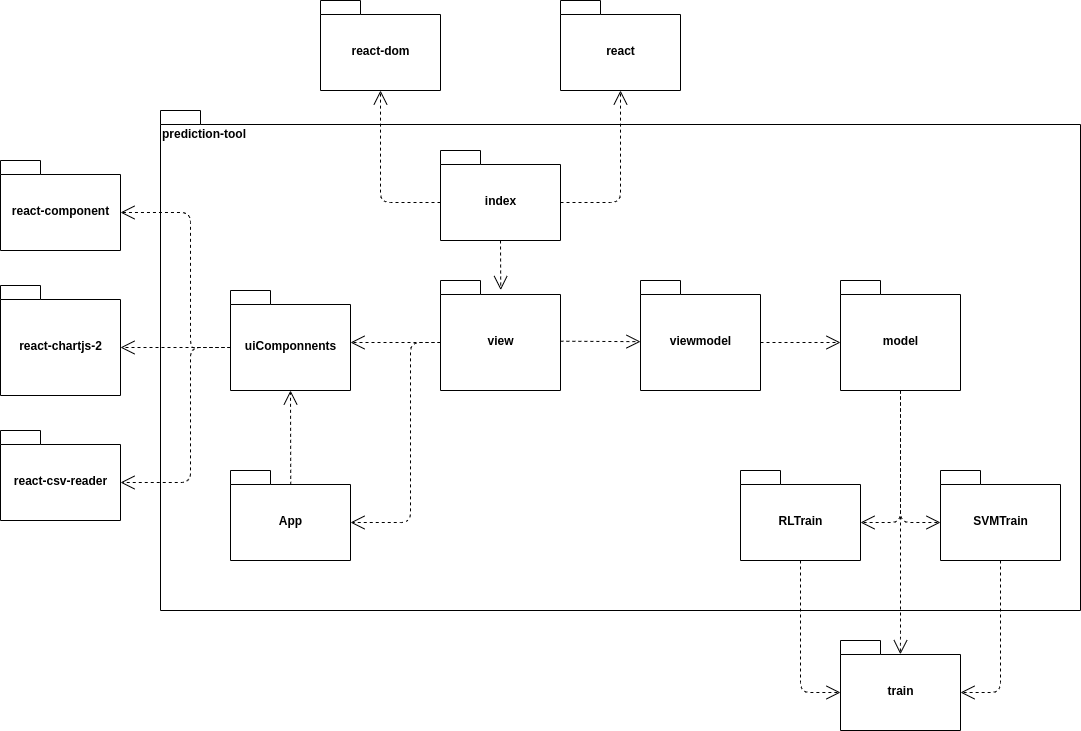 react-dom
react
prediction-tool
index
react-component
react-chartjs-2
uiComponnents
view
viewmodel
model
react-csv-reader
App
RLTrain
SVMTrain
train